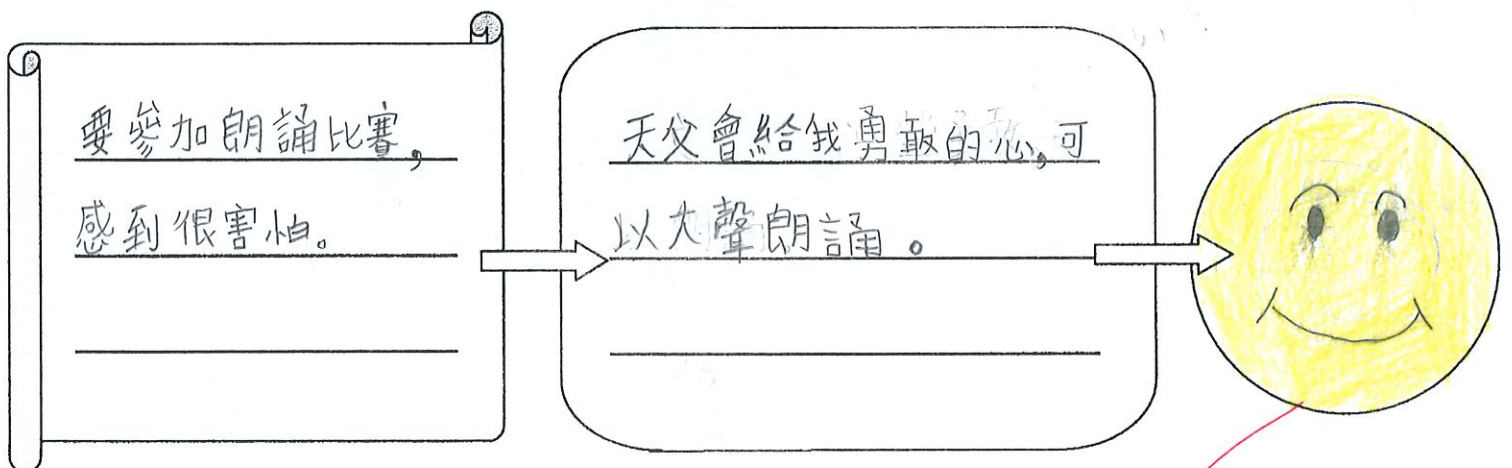 要參加朗誦比賽,
感到很害怕。
天父會給我勇敢的心,可
以大聲朗誦。